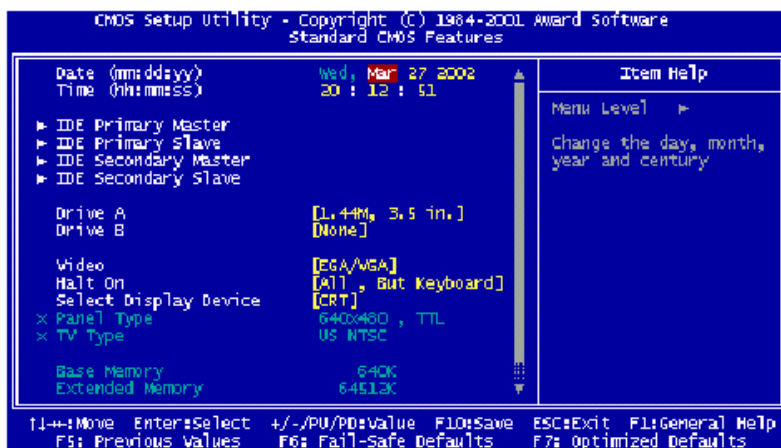 CMOS Setup Utility - Copyright (C) 1984-2001 Award Software
Standard CMOS Features
Date (mm:dd:yy) Wed, Mar 27 2002
Time (hh:mm:ss) 20 : 12 : 51
► IDE Primary Master
► IDE Primary Slave
► IDE Secondary Master
► IDE Secondary Slave
Drive A [1.44M, 3.5 in.]
Drive B [None]
Video [EGA/VGA]
Halt On [All , But Keyboard]
Select Display Device [CRT]
x Panel Type 640x480 , TTL
x TV Type US NTSC
Base Memory 640K
Extended Memory 64512K
Item Help
Menu Level ►
Change the day, month,
year and century
↑↓→←:Move Enter:Select +/-/PU/PD:Value F10:Save ESC:Exit F1:General Help
F5: Previous Values F6: Fail-Safe Defaults F7: Optimized Defaults